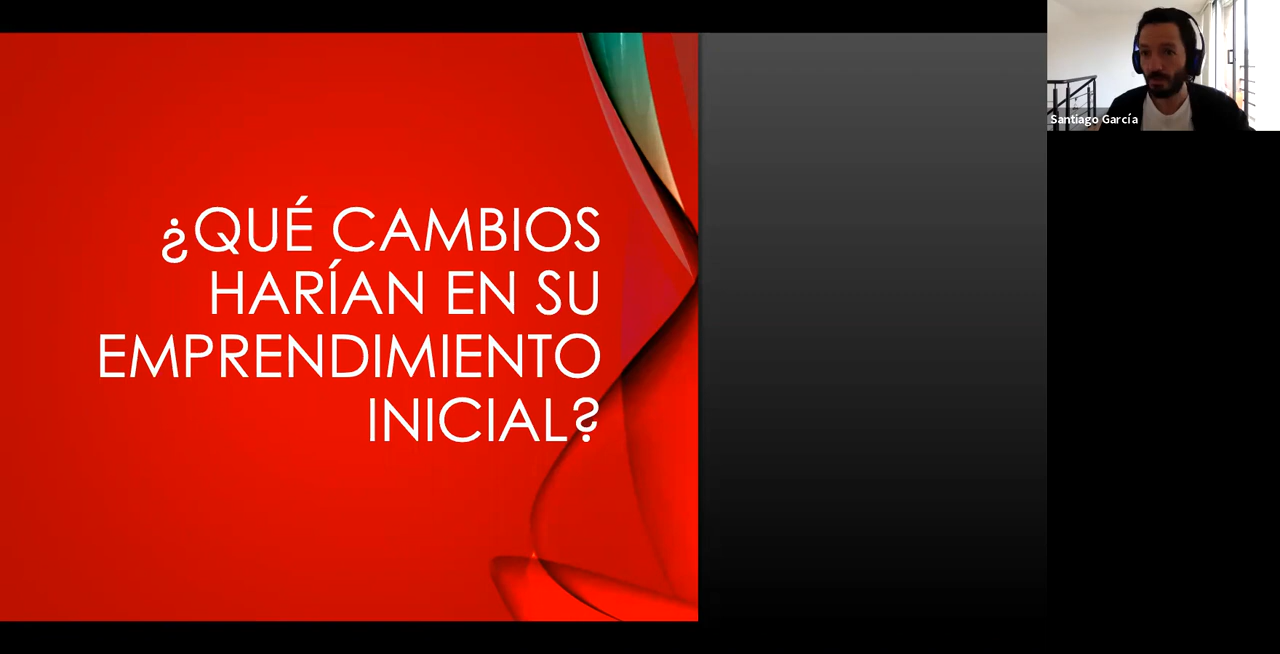 ¿QUÉ CAMBIOS
HARÍAN EN SU
EMPRENDIMIENTO
INICIAL?
Santiago García